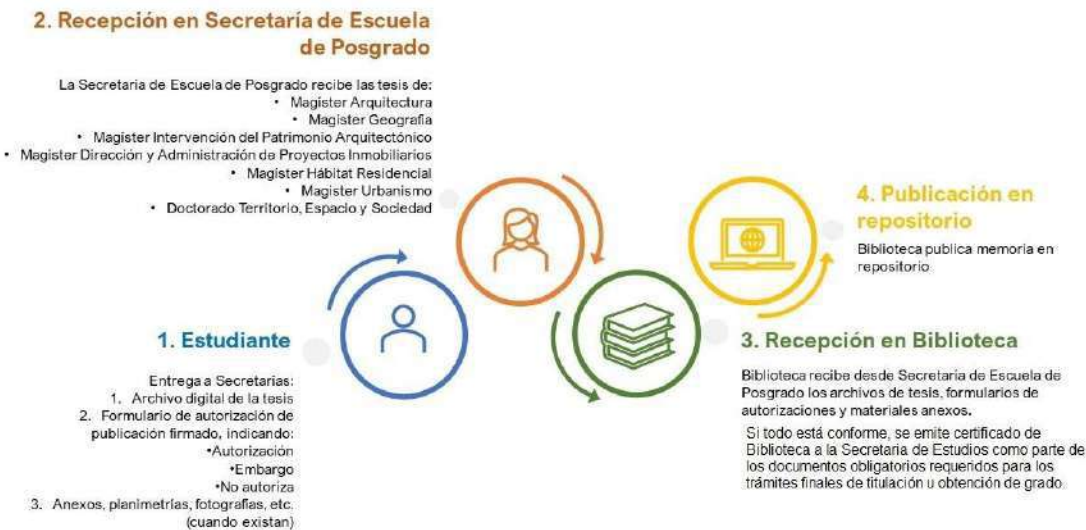 2. Recepción en Secretaría de Escuela
de Posgrado
La Secretaria de Escuela de Posgrado recibe las tesis de:
• Magister Arquitectura
• Magister Geografía
• Magister Intervención del Patrimonio Arquitectónico
• Magister Dirección y Administración de Proyectos Inmobiliarios
• Magister Hábitat Residencial
• Magister Urbanismo
• Doctorado Territorio, Espacio y Sociedad
1. Estudiante
Entrega a Secretarias:
1. Archivo digital de la tesis
2. Formulario de autorización de
publicación firmado, indicando:
•Autorización
•Embargo
•No autoriza
3. Anexos, planimetrías, fotografías, etc.
(cuando existan)
3. Recepción en Biblioteca
Biblioteca recibe desde Secretaría de Escuela de
Posgrado los archivos de tesis, formularios de
autorizaciones y materiales anexos.
Si todo está conforme, se emite certificado de
Biblioteca a la Secretaria de Estudios como parte de
los documentos obligatorios requeridos para los
trámites finales de titulación u obtención de grado.
4. Publicación en
repositorio
Biblioteca publica memoria en
repositorio